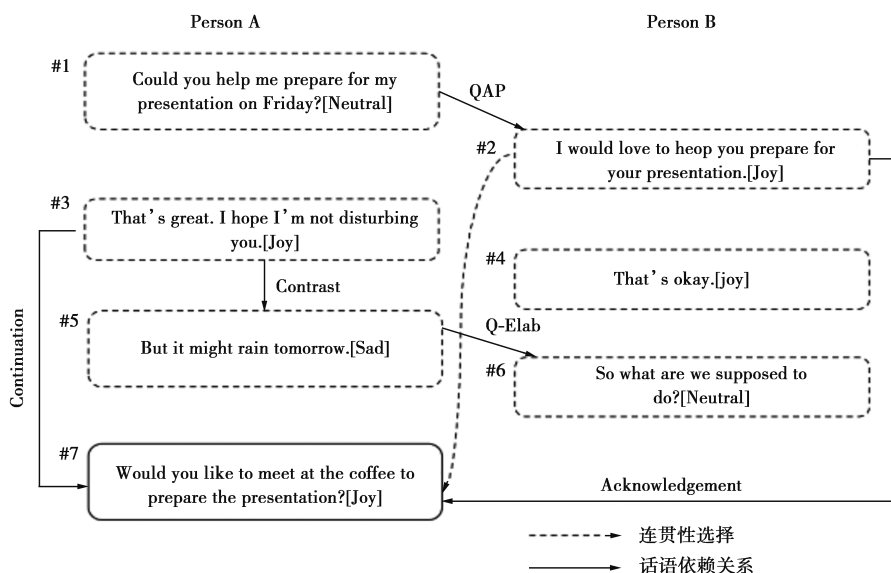 Person A
Person B
#1
Could you help me prepare for my
presentation on Friday?[Neutral]
QAP
#2
I would love to heop you prepare for
your presentation.[Joy]
#3
That's great. I hope I'm not disturbing
you.[Joy]
#4
That's okay.[joy]
Contrast
#5
But it might rain tomorrow.[Sad]
Q-Elab
#6
So what are we supposed to
do?[Neutral]
Continuation
#7
Would you like to meet at the coffee to
prepare the presentation?[Joy]
Acknowledgement
连贯性选择
话语依赖关系